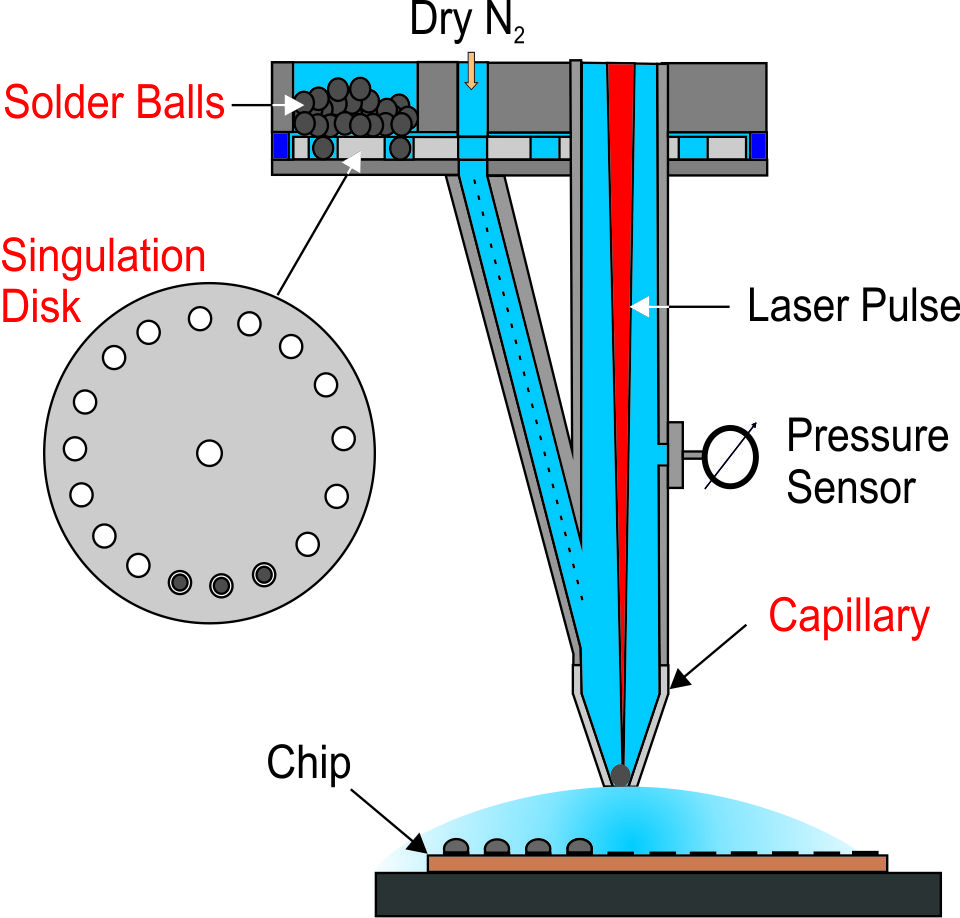 Dry N2
Solder Balls
Singulation
Disk
Laser Pulse
Pressure
Sensor
Capillary
Chip